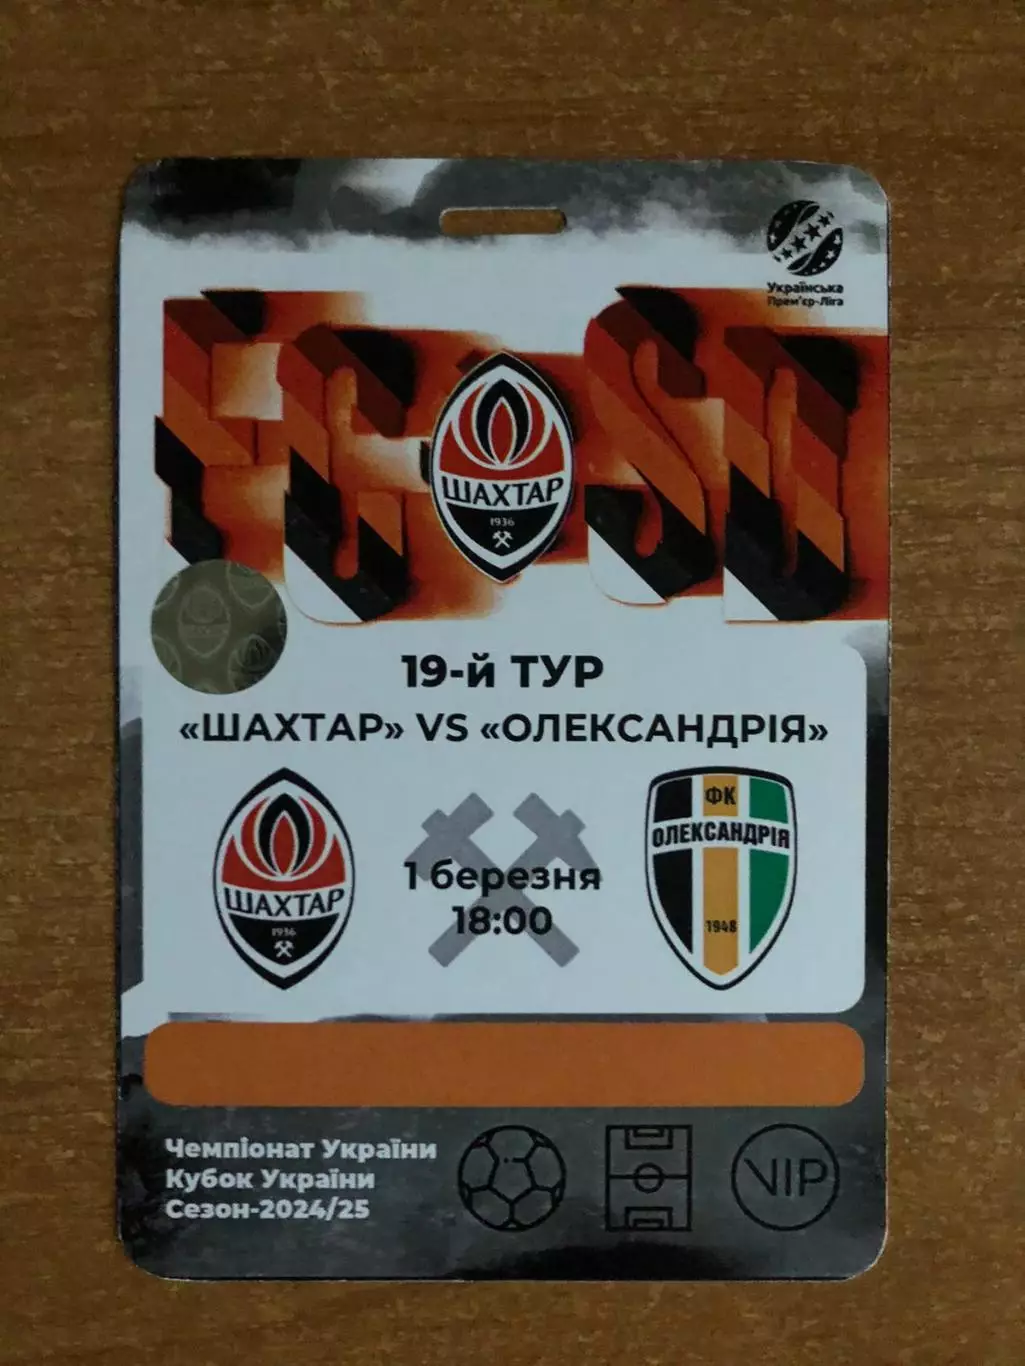 Українська
Прем'єр-Ліга
FCSD
ШАХТАР
1936
19-й ТУР
«ШАХТАР» VS «ОЛЕКСАНДРІЯ»
ШАХТАР
1936
1 березня
18:00
ФК
ОЛЕКСАНДРІЯ
1948
Чемпіонат України
Кубок України
Сезон-2024/25
VIP